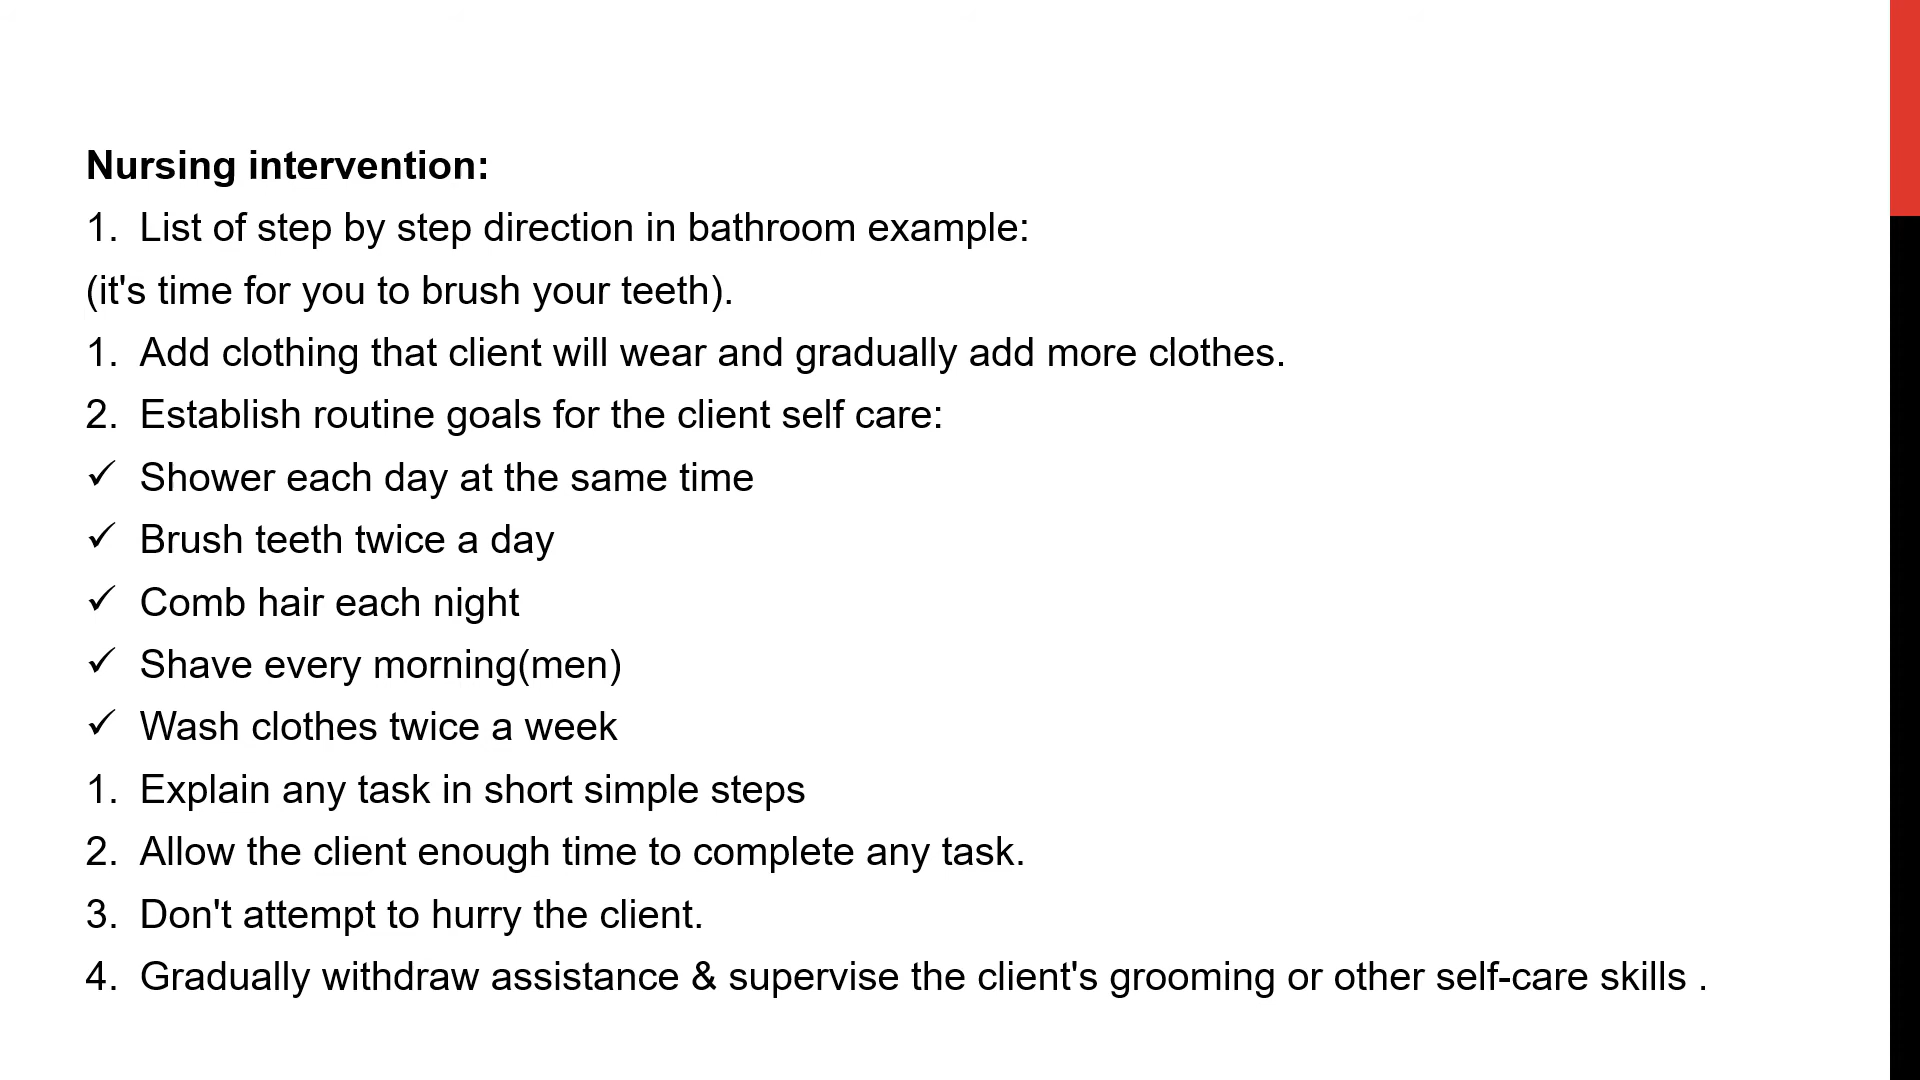 Nursing intervention:
1. List of step by step direction in bathroom example:
(it's time for you to brush your teeth).
1. Add clothing that client will wear and gradually add more clothes.
2. Establish routine goals for the client self care:
✓ Shower each day at the same time
✓ Brush teeth twice a day
✓ Comb hair each night
✓ Shave every morning(men)
✓ Wash clothes twice a week
1. Explain any task in short simple steps
2. Allow the client enough time to complete any task.
3. Don't attempt to hurry the client.
4. Gradually withdraw assistance & supervise the client's grooming or other self-care skills .